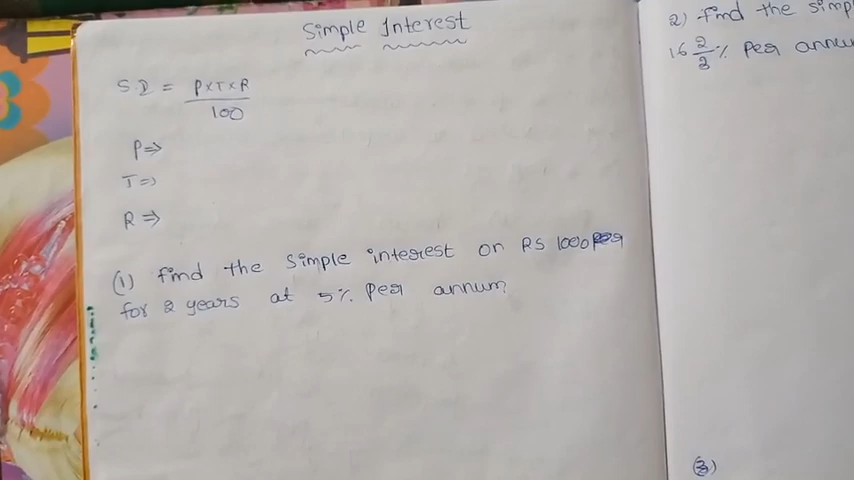 Simple Interest
S.I = P×T×R
100
P⇒
T⇒
R⇒
(1) find the simple interest on RS 1000
for 2 years at 5% per annum?
2) find the simp
16 2/3 % per annu
(3)